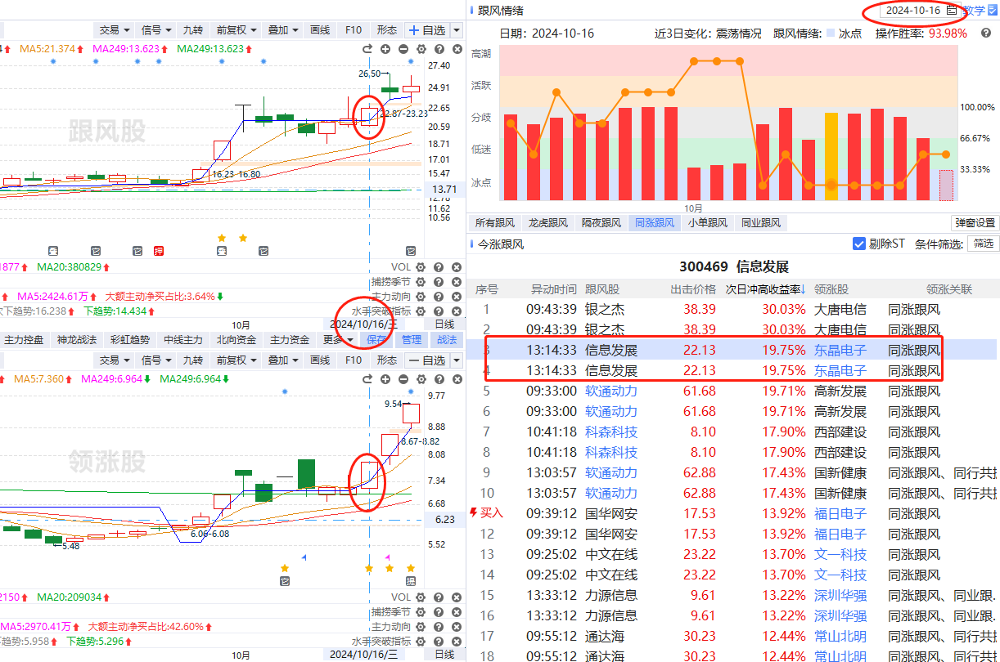 交易 信号 九转 前复权 叠加 画线 F10 形态 自选
MA5:21.374 MA249:13.623 MA249:13.623
27.40
26.50
24.91
22.65
22.87-23.23
20.59
跟风股
18.71
17.01
16.23 16.80
15.47
13.71
12.78
11.62
10.56
壳 它 它 押 壳 它 它
1877 MA20:380829 VOL
捕捞季节
MA5:2424.61万 大额主动净买占比:3.64% 主力动向
欠下趋势:16.238 下趋势:14.434 水手突破指标
10月 2024/10/16/三 日线
主力控盘 神龙战法 彩虹趋势 中线主力 北向资金 主力资金 更多 保存 管理 战法
交易 信号 九转 前复权 叠加 画线 F10 形态 自选
MA5:7.360 MA249:6.964 MA249:6.964
9.77
9.54
8.88
8.67-8.82
8.08
领涨股
7.34
6.68
6.23
6.08-6.08
5.48
5.52
它 提
2150 MA20:209034 VOL
捕捞季节
MA5:2970.41万 大额主动净买占比:42.60% 主力动向
趋势:5.958 下趋势:5.296 水手突破指标
10月 2024/10/16/三 日线
跟风情绪 2024-10-16 教学
日期: 2024-10-16 近3日变化: 震荡情况 跟风情绪: 冰点 操作胜率: 93.98%
高潮
活跃
100.00%
分歧
66.67%
低迷
33.33%
冰点
10月
所有跟风 龙虎跟风 隔夜跟风 同涨跟风 小单跟风 同业跟风 弹窗设置
今涨跟风 剔除ST 条件筛选: 筛选
300469 信息发展
序号 异动时间 跟风股 出击价格 次日冲高收益率↓ 领涨股 领涨关联
1 09:43:39 银之杰 38.39 30.03% 大唐电信 同涨跟风
2 09:43:39 银之杰 38.39 30.03% 大唐电信 同涨跟风
3 13:14:33 信息发展 22.13 19.75% 东晶电子 同涨跟风
4 13:14:33 信息发展 22.13 19.75% 东晶电子 同涨跟风
5 09:33:00 软通动力 61.68 19.71% 高新发展 同涨跟风
6 09:33:00 软通动力 61.68 19.71% 高新发展 同涨跟风
7 10:41:18 科森科技 8.10 17.90% 西部建设 同涨跟风
8 10:41:18 科森科技 8.10 17.90% 西部建设 同涨跟风
9 13:03:57 软通动力 62.88 17.43% 国新健康 同涨跟风、同行共振
10 13:03:57 软通动力 62.88 17.43% 国新健康 同涨跟风、同行共振
买入 09:39:12 国华网安 17.53 13.92% 福日电子 同涨跟风
12 09:39:12 国华网安 17.53 13.92% 福日电子 同涨跟风
13 09:25:02 中文在线 23.22 13.70% 文一科技 同涨跟风
14 09:25:02 中文在线 23.22 13.70% 文一科技 同涨跟风
15 13:33:12 力源信息 9.61 13.22% 深圳华强 同涨跟风、同业跟.
16 13:33:12 力源信息 9.61 13.22% 深圳华强 同涨跟风、同业跟.
17 09:55:12 通达海 30.23 12.44% 常山北明 同涨跟风、同行共振
18 09:55:12 通达海 30.23 12.44% 常山北明 同涨跟风、同行共振